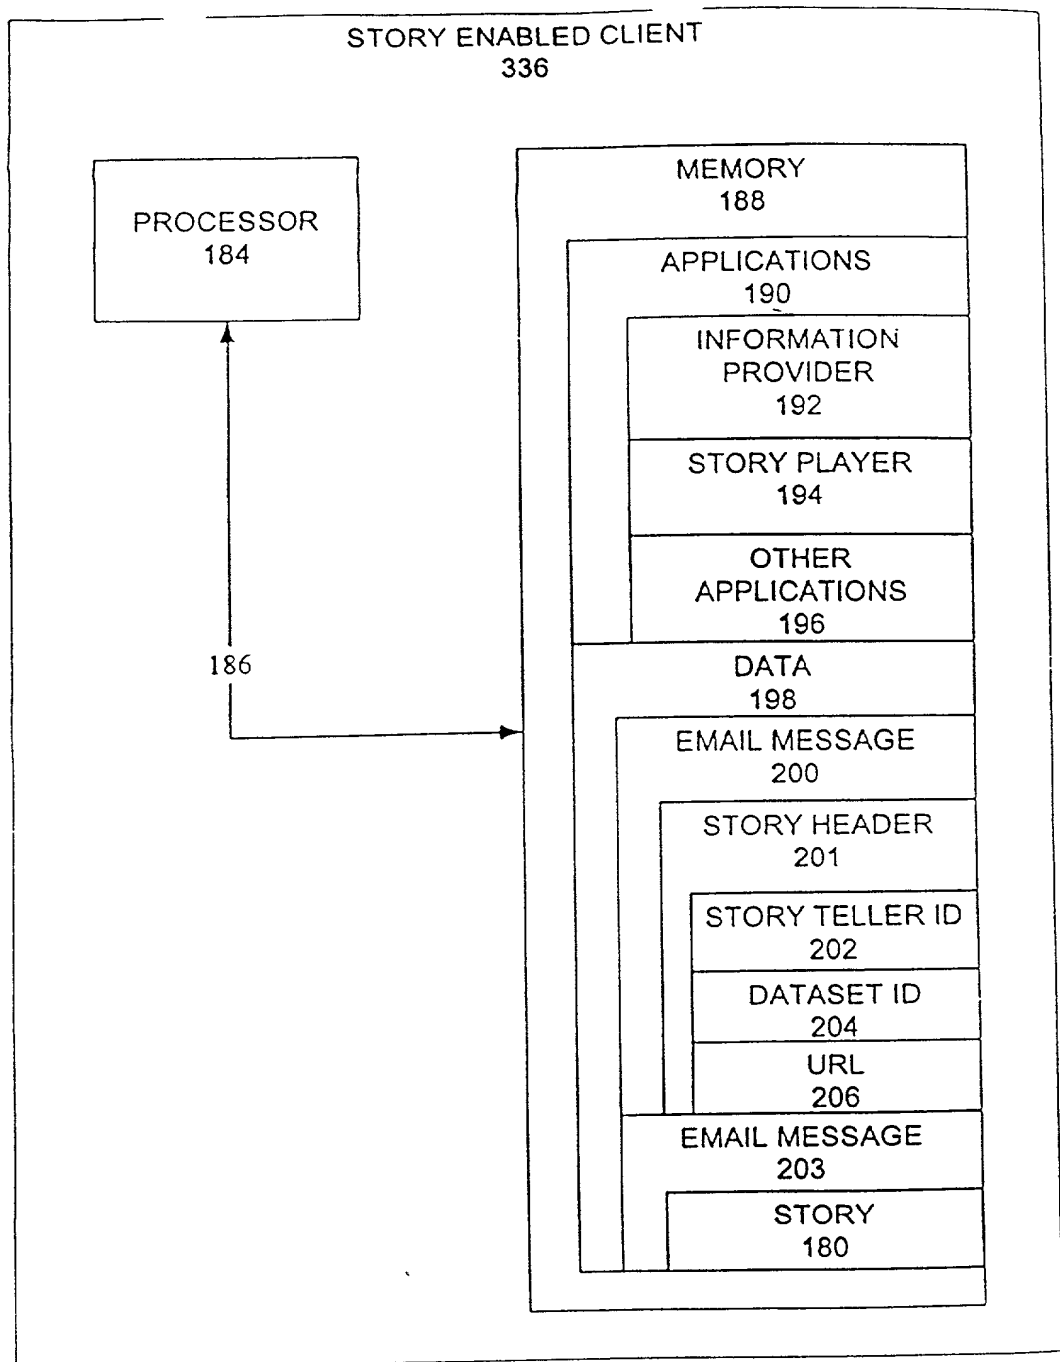 STORY ENABLED CLIENT
336
PROCESSOR
184
186
MEMORY
188
APPLICATIONS
190
INFORMATION
PROVIDER
192
STORY PLAYER
194
OTHER
APPLICATIONS
196
DATA
198
EMAIL MESSAGE
200
STORY HEADER
201
STORY TELLER ID
202
DATASET ID
204
URL
206
EMAIL MESSAGE
203
STORY
180